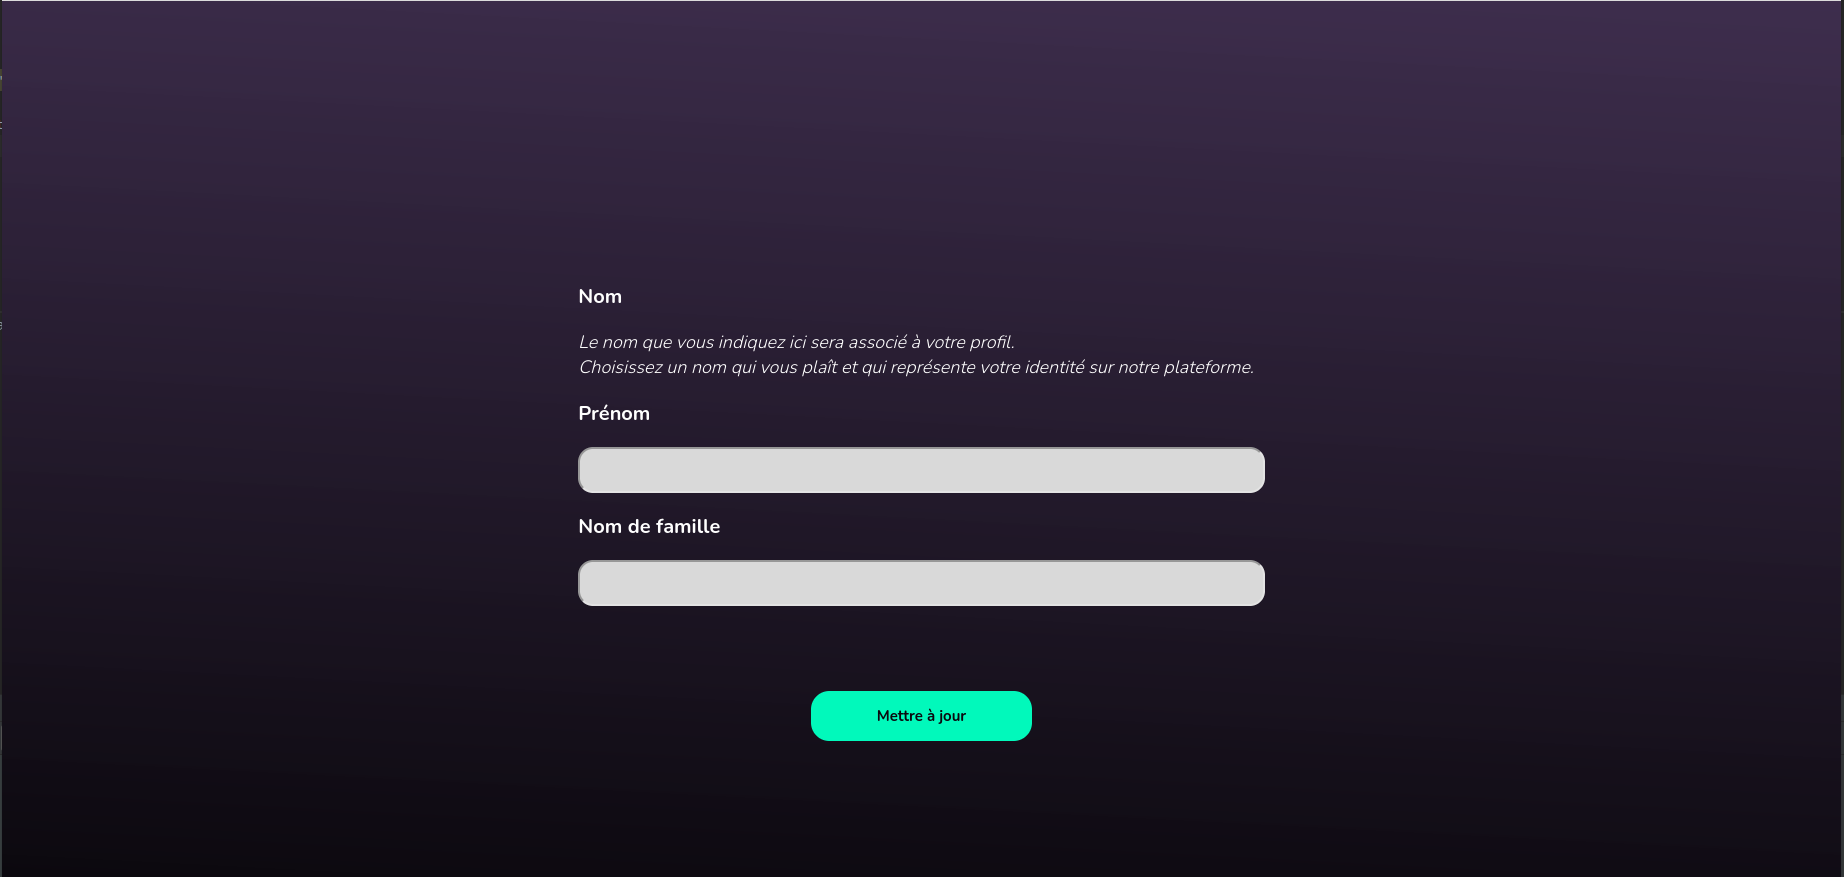 Nom
Le nom que vous indiquez ici sera associé à votre profil.
Choisissez un nom qui vous plaît et qui représente votre identité sur notre plateforme.
Prénom
Nom de famille
Mettre à jour